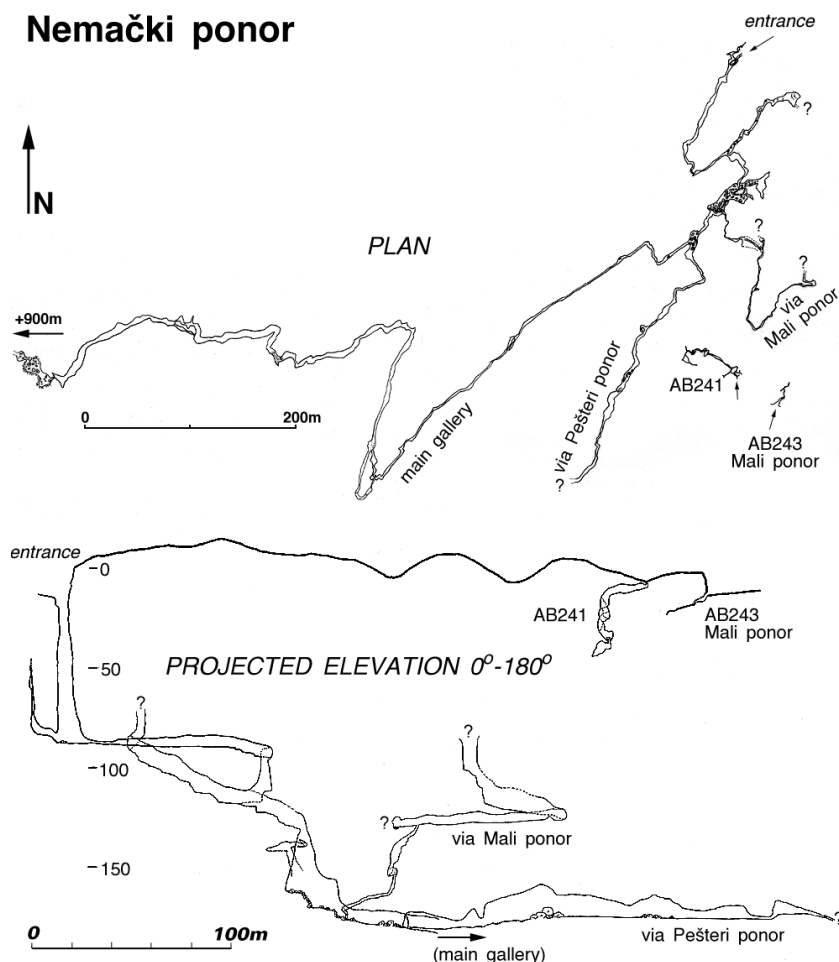 Nemački ponor
entrance
?
N
PLAN
?
?
via
Mali ponor
+900m
0
200m
main gallery
via Pešteri ponor
?
AB241
AB243
Mali ponor
entrance
–0
AB241
AB243
Mali ponor
–50
PROJECTED ELEVATION 0º-180º
?
?
–100
?
via Mali ponor
–150
?
0
100m
via Pešteri ponor
(main gallery)